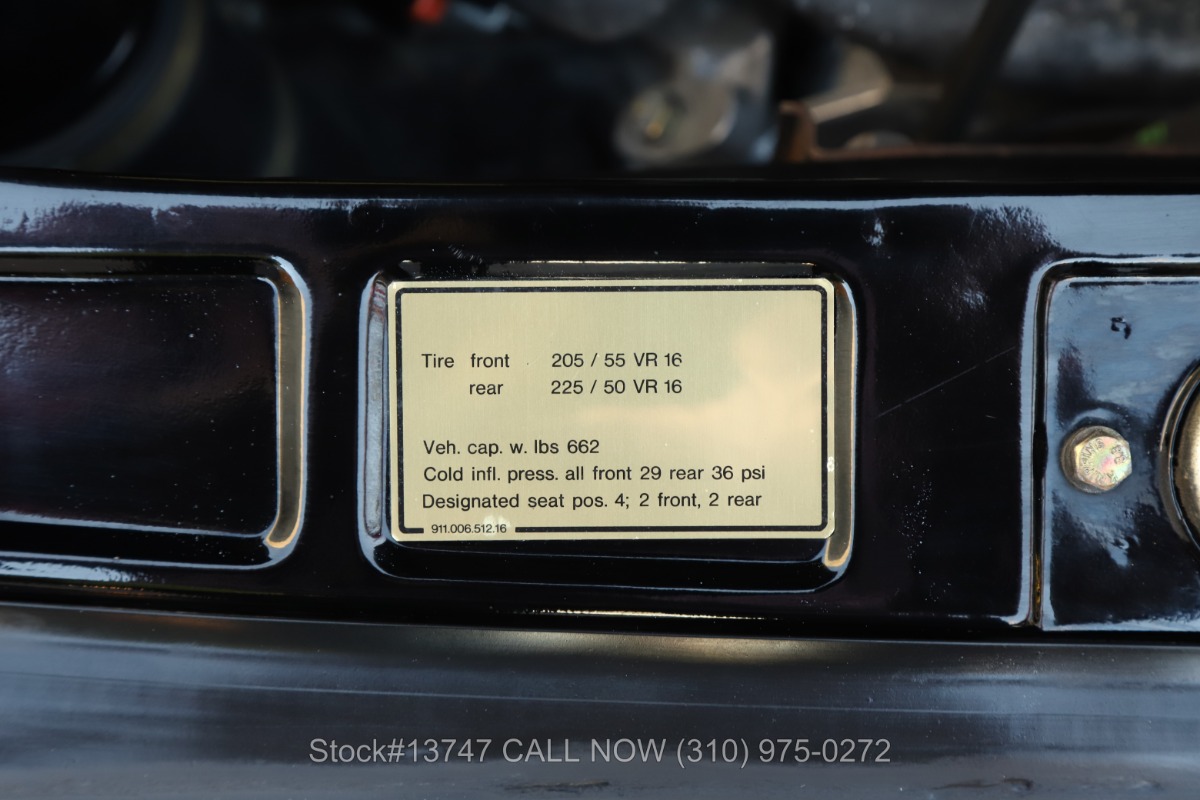 Tire front 205 / 55 VR 16
rear 225 / 50 VR 16
Veh. cap. w. lbs 662
Cold infl. press. all front 29 rear 36 psi
Designated seat pos. 4; 2 front, 2 rear
911.006.512.16
Stock#13747 CALL NOW (310) 975-0272